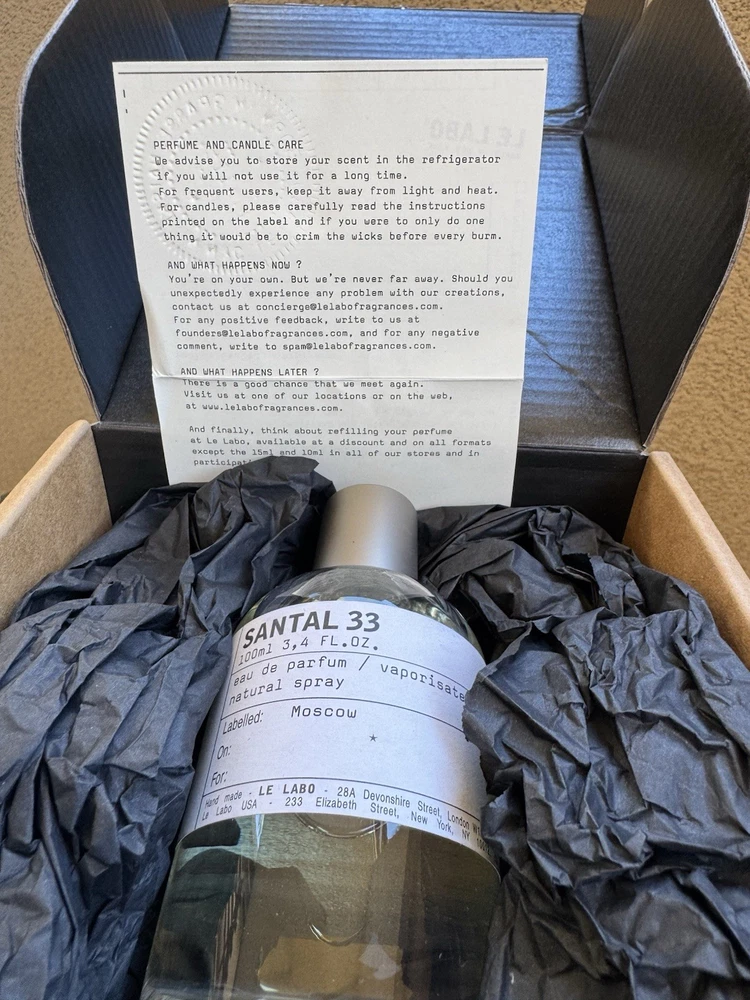 PERFUME AND CANDLE CARE
We advise you to store your scent in the refrigerator
if you will not use it for a long time.
For frequent users, keep it away from light and heat.
For candles, please carefully read the instructions
printed on the label and if you were to only do one
thing it would be to crim the wicks before every burn.
AND WHAT HAPPENS NOW ?
You're on your own. But we're never far away. Should you
unexpectedly experience any problem with our creations,
contact us at concierge@lelabofragrances.com.
For any positive feedback, write to us at
founders@lelabofragrances.com, and for any negative
comment, write to spam@lelabofragrances.com.
AND WHAT HAPPENS LATER ?
There is a good chance that we meet again.
Visit us at one of our locations or on the web,
at www.lelabofragrances.com.
And finally, think about refilling your perfume
at Le Labo, available at a discount and on all formats
except the 15ml and 10ml in all of our stores and in
SANTAL 33
100ml 3,4 FL.OZ.
eau de parfum / vaporisate
natural spray
Labelled: Moscow
On: *
For:
Hand made - LE LABO - 28A Devonshire Street, London
Le Labo USA - 233 Elizabeth Street, New York, NY